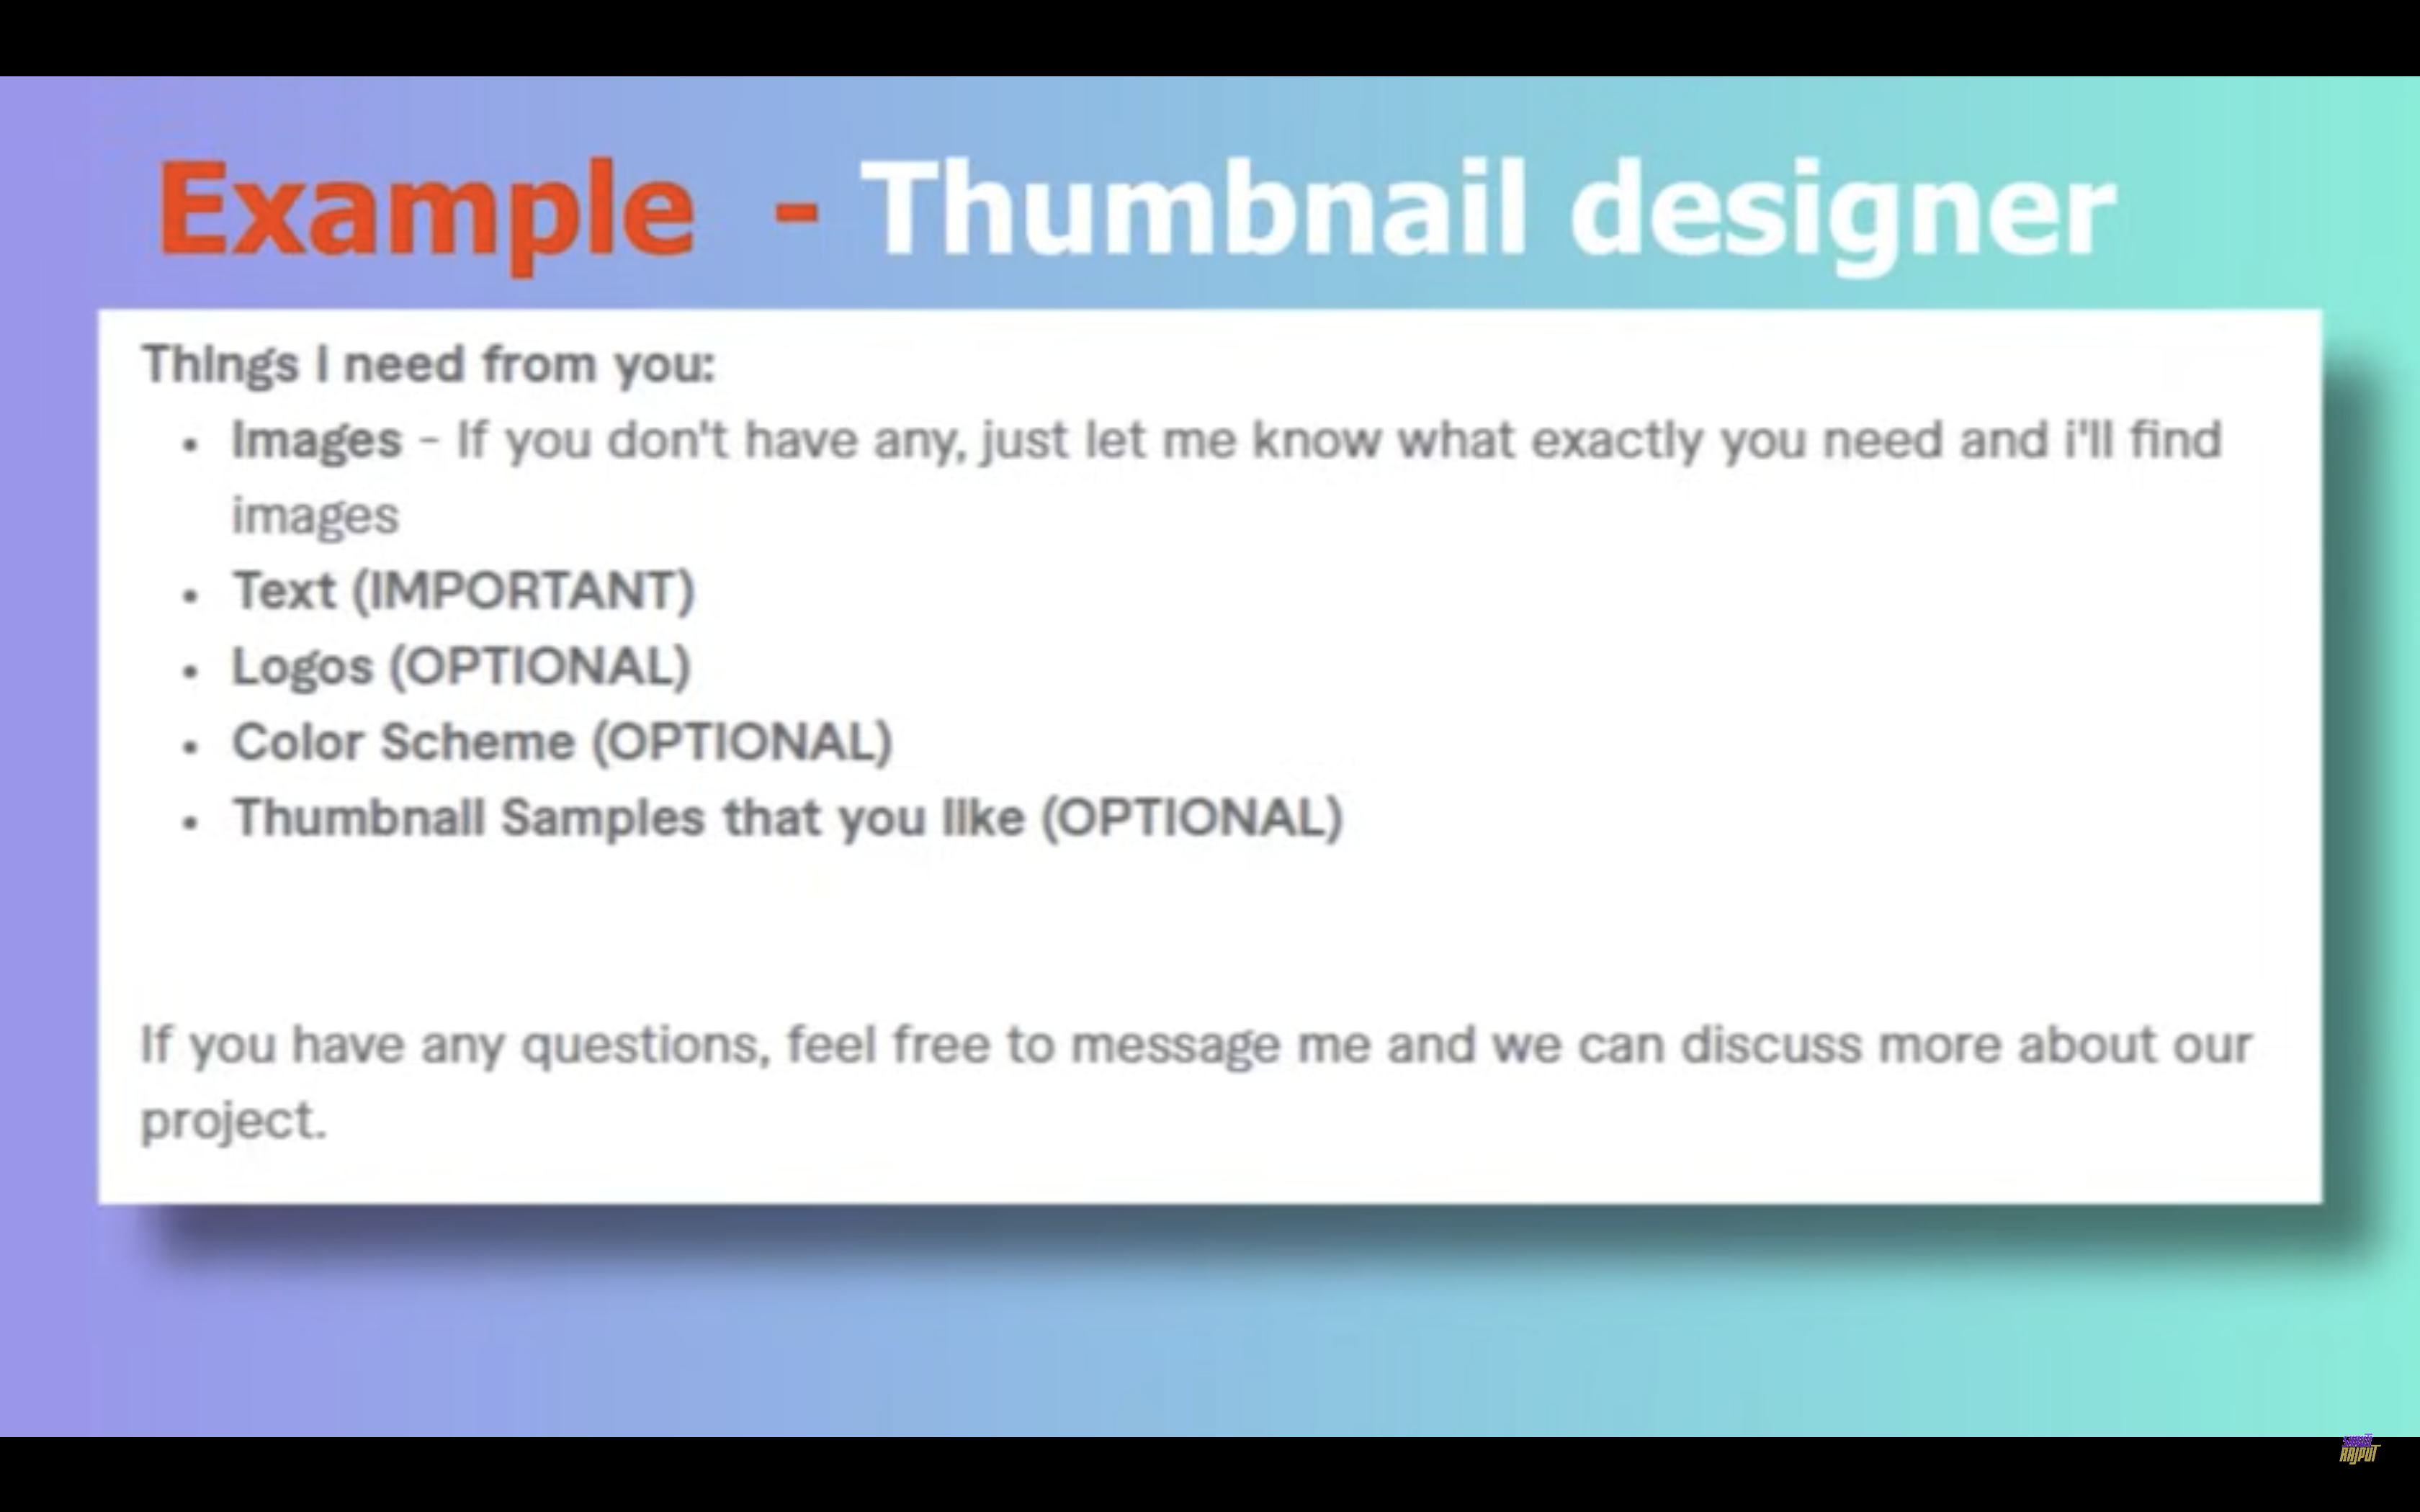 Example - Thumbnail designer
Things I need from you:
• Images - If you don't have any, just let me know what exactly you need and i'll find
images
• Text (IMPORTANT)
• Logos (OPTIONAL)
• Color Scheme (OPTIONAL)
• Thumbnail Samples that you like (OPTIONAL)
If you have any questions, feel free to message me and we can discuss more about our
project.
RAJPUT